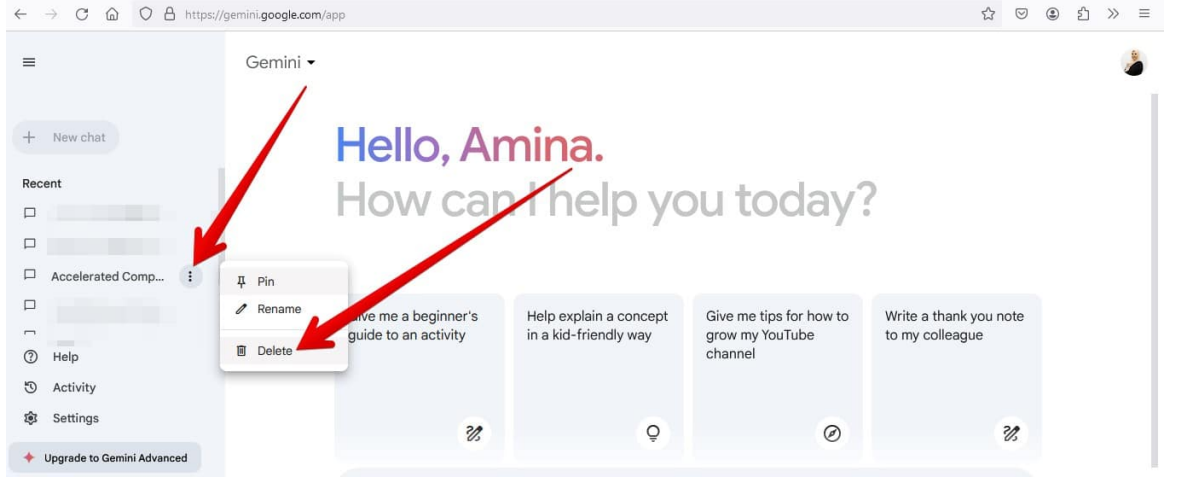 https://gemini.google.com/app
Gemini
New chat
Recent
Accelerated Comp...
Help
Activity
Settings
Upgrade to Gemini Advanced
Hello, Amina.
How can I help you today?
Pin
Rename
Delete
Give me a beginner's
guide to an activity
Help explain a concept
in a kid-friendly way
Give me tips for how to
grow my YouTube
channel
Write a thank you note
to my colleague